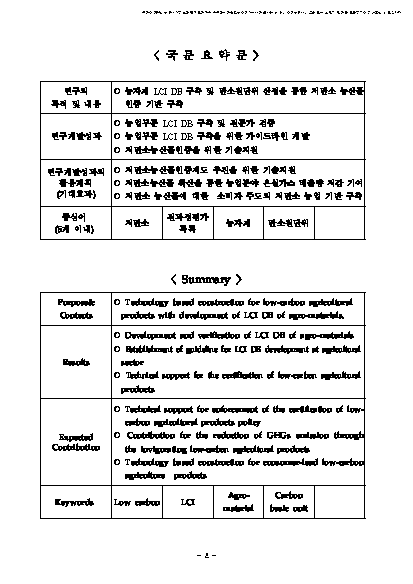 < 국 문 요 약 문 >
연구의
목적 및 내용
○ 농자재 LCI DB 구축 및 탄소원단위 산정을 통한 저탄소 농산물
인증 기반 구축
연구개발성과
○ 농업부문 LCI DB 구축 및 전문가 검증
○ 농업부문 LCI DB 구축을 위한 가이드라인 개발
○ 저탄소농산물인증을 위한 기술지원
연구개발성과의
활용계획
(기대효과)
○ 저탄소농산물인증제도 추진을 위한 기술지원
○ 저탄소농산물 확산을 통한 농업분야 온실가스 배출량 저감 기여
○ 저탄소 농산물에 대한 소비자 주도의 저탄소 농업 기반 구축
중심어
(5개 이내)
저탄소
전과정평가
목록
농자재
탄소원단위
< Summary >
Purpose&
Contents
○ Technology based construction for low-carbon agricultural
products with development of LCI DB of agro-materials.
Results
○ Development and verification of LCI DB of agro-materials
○ Establishment of guideline for LCI DB development at agricultural
sector
○ Technical support for the certification of low-carbon agricultural
products
Expected
Contribution
○ Technical support for enforcement of the certification of low-
carbon agricultural products policy
○ Contribution for the reduction of GHGs emission through
the invigorating low-carbon agricultural products
○ Technology based construction for consumer-lead low-carbon
agriculture products
Keywords
Low carbon
LCI
Agro-
material
Carbon
basic unit